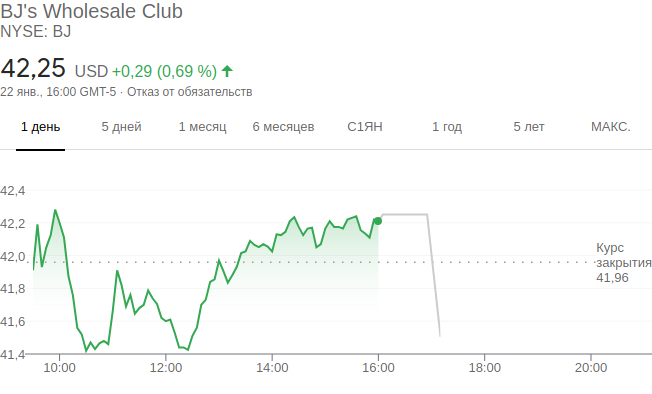 BJ's Wholesale Club
NYSE: BJ
42,25 USD +0,29 (0,69 %)
22 янв., 16:00 GMT-5 · Отказ от обязательств
1 день 5 дней 1 месяц 6 месяцев С1ЯН 1 год 5 лет МАКС.
42,4
42,2
42,0
41,8
41,6
41,4
Курс
закрытия
41,96
10:00 12:00 14:00 16:00 18:00 20:00